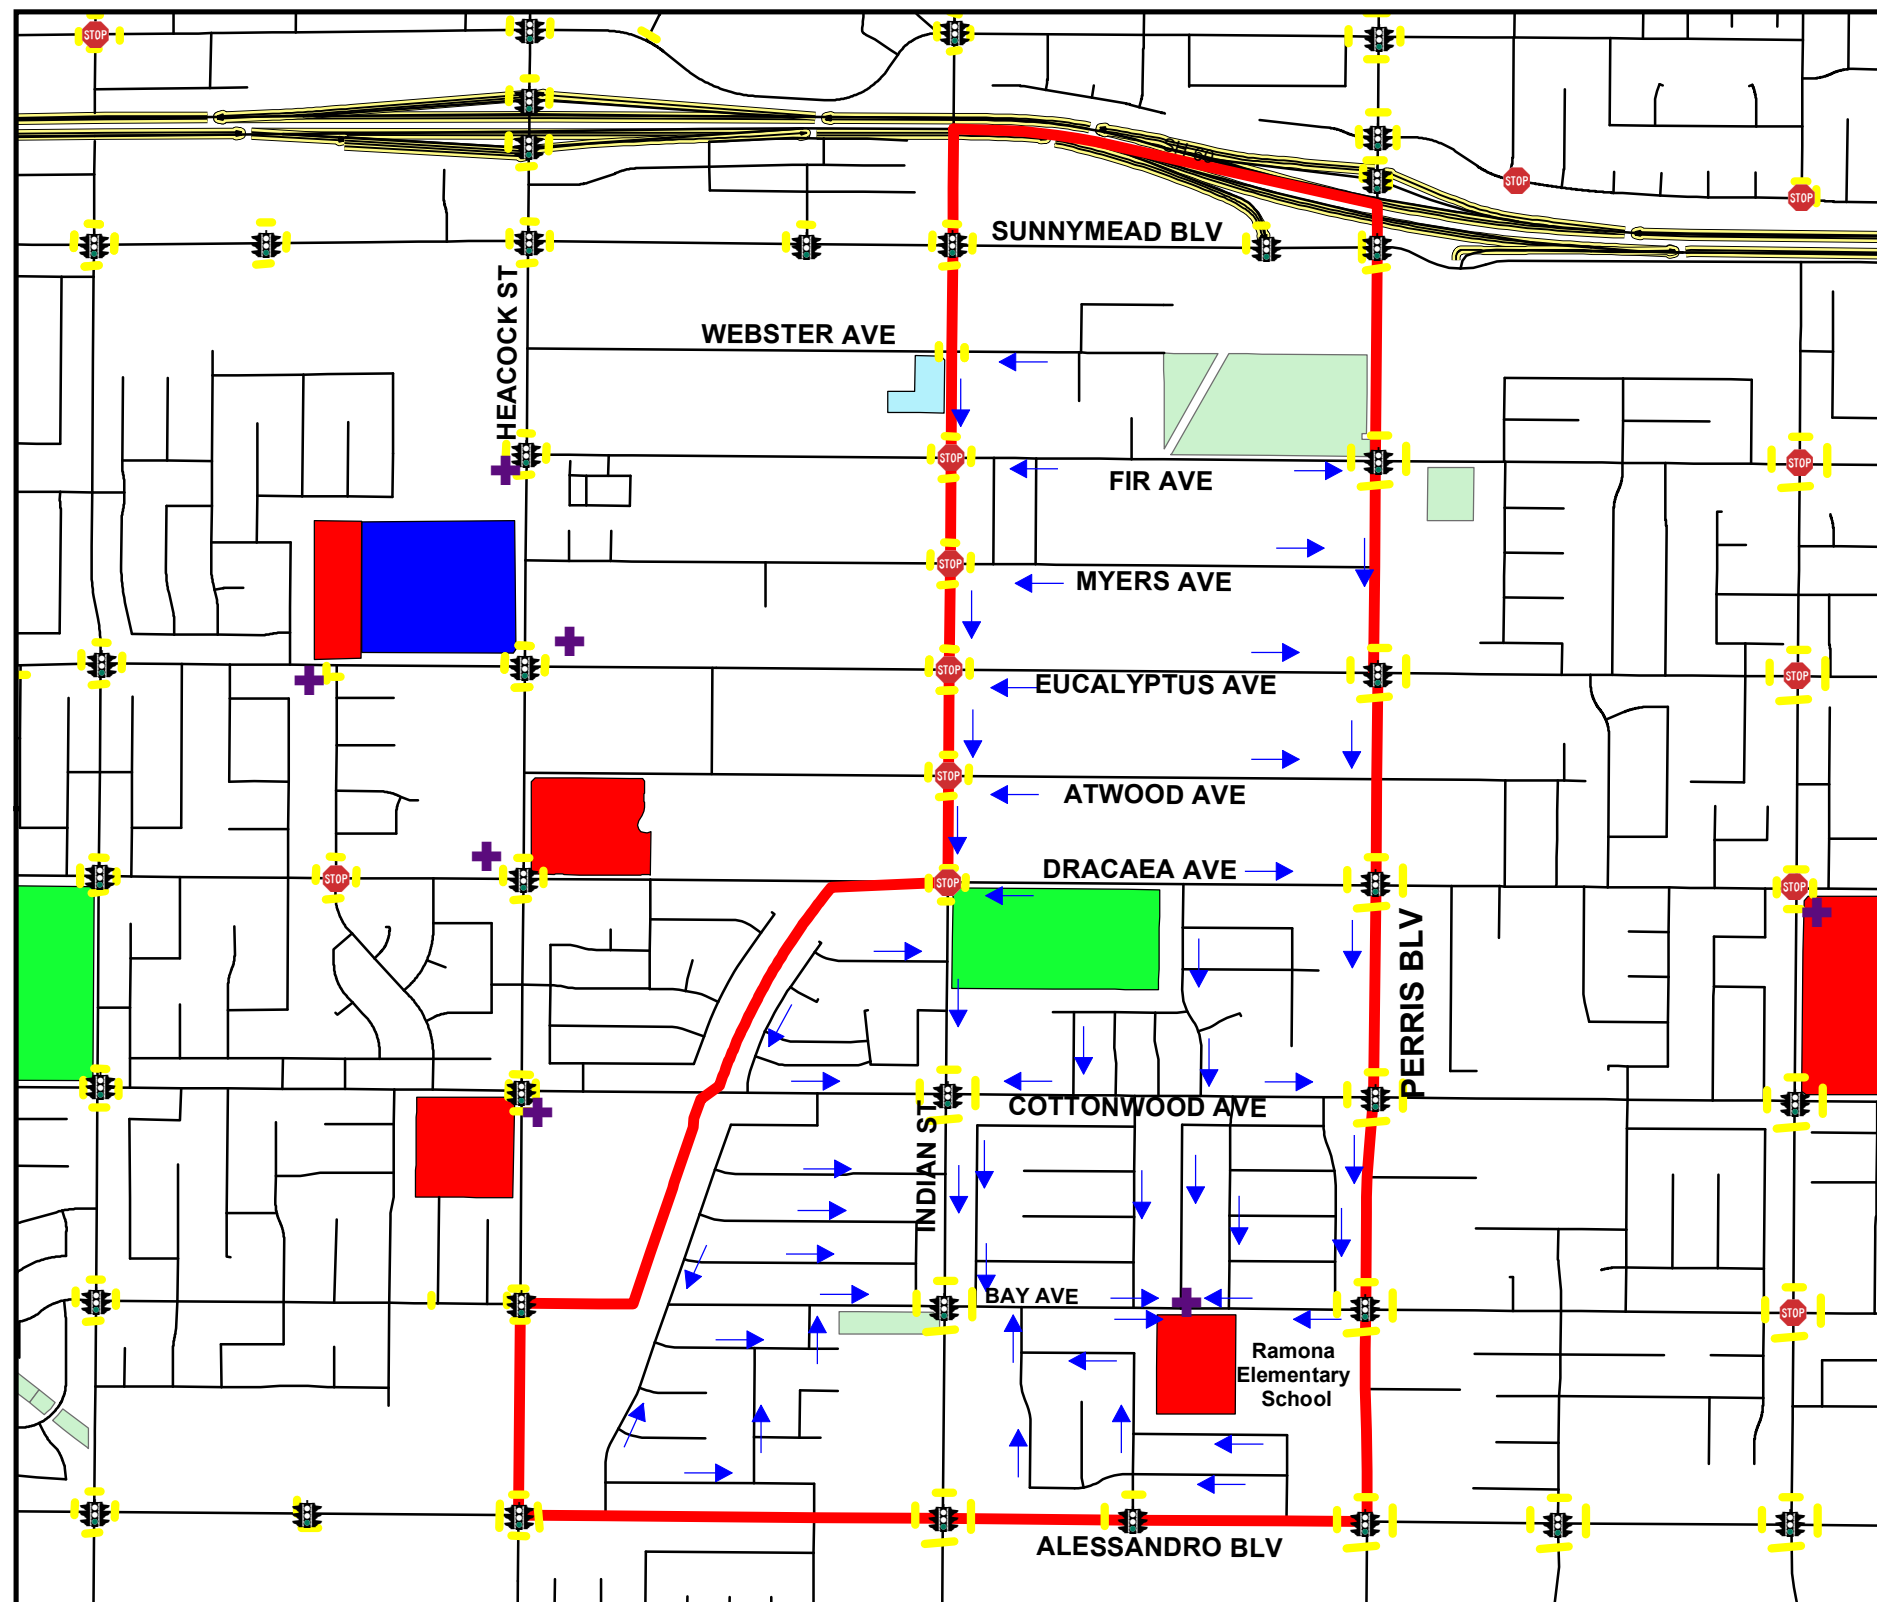 STOP
SH 60
STOP
STOP
SUNNYMEAD BLV
HEACOCK ST
WEBSTER AVE
STOP
STOP
FIR AVE
STOP
MYERS AVE
STOP
STOP
EUCALYPTUS AVE
STOP
ATWOOD AVE
DRACAEA AVE
STOP
STOP
STOP
PERRIS BLV
COTTONWOOD AVE
INDIAN ST
BAY AVE
STOP
Ramona
Elementary
School
ALESSANDRO BLV